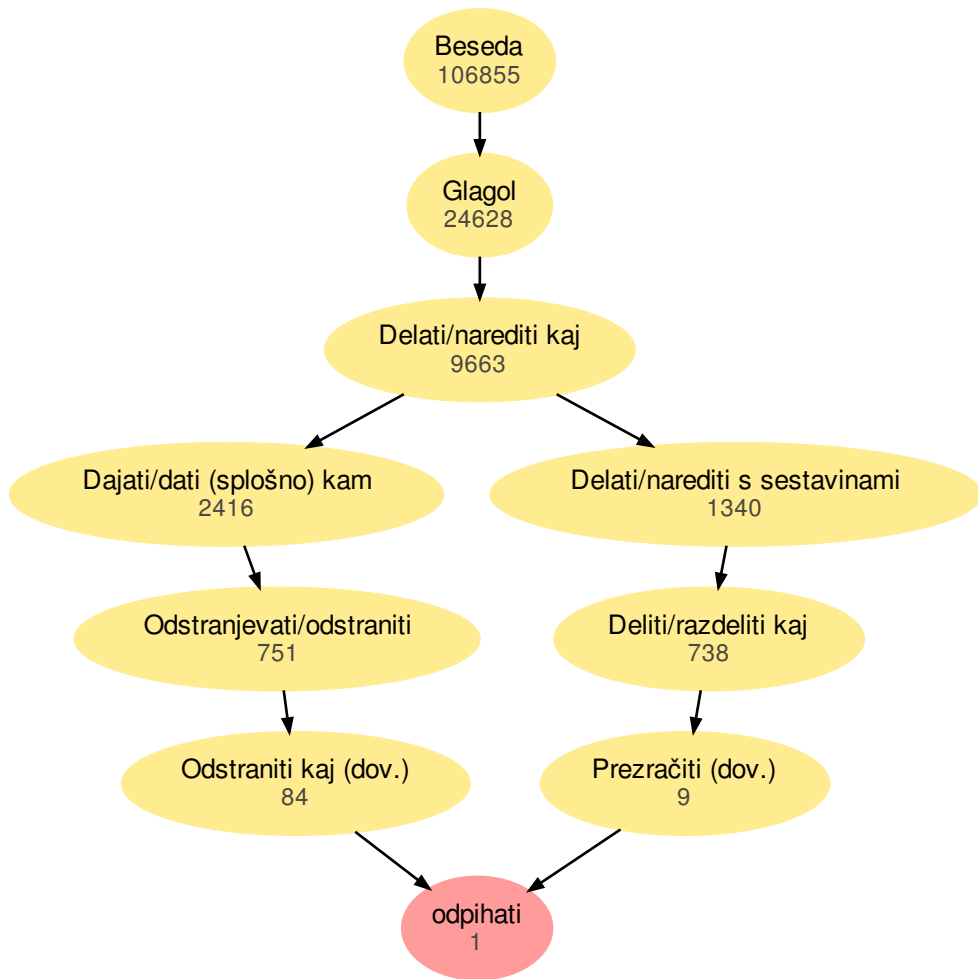 Beseda
106855
Glagol
24628
Delati/narediti kaj
9663
Dajati/dati (splošno) kam
2416
Delati/narediti s sestavinami
1340
Odstranjevati/odstraniti
751
Deliti/razdeliti kaj
738
Odstraniti kaj (dov.)
84
Prezračiti (dov.)
9
odpihati
1